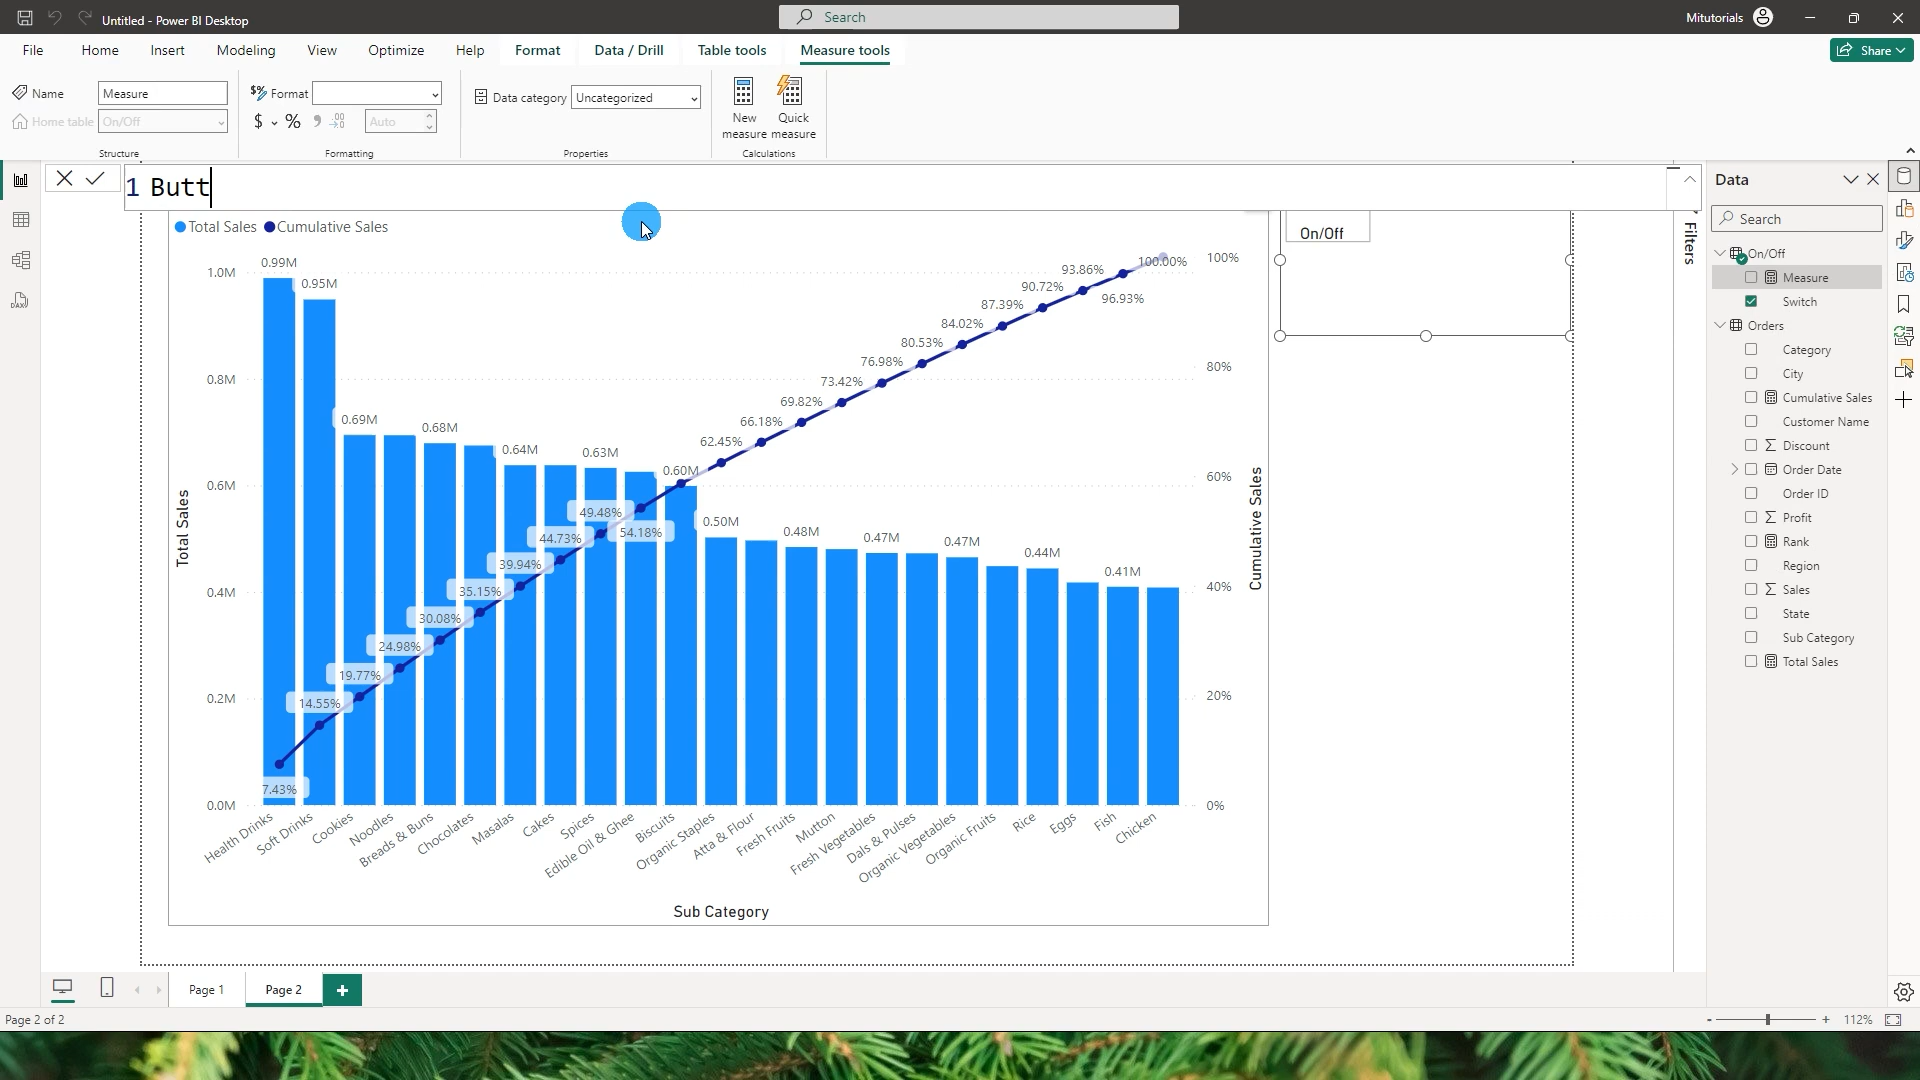 Untitled - Power BI Desktop
Search
Mitutorials
File Home Insert Modeling View Optimize Help Format Data / Drill Table tools Measure tools
Share
Name Measure
Home table On/Off
Structure
Format
$ % Auto
Formatting
Data category Uncategorized
Properties
New measure
Quick measure
Calculations
1 Butt
Total Sales Cumulative Sales
On/Off
Total Sales
1.0M
0.8M
0.6M
0.4M
0.2M
0.0M
0.99M
0.95M
0.69M
0.68M
0.64M
0.63M
0.60M
0.50M
0.48M
0.47M
0.47M
0.44M
0.41M
7.43%
14.55%
19.77%
24.98%
30.08%
35.15%
39.94%
44.73%
49.48%
54.18%
62.45%
66.18%
69.82%
73.42%
76.98%
80.53%
84.02%
87.39%
90.72%
93.86%
96.93%
100.00%
100%
80%
60%
40%
20%
0%
Cumulative Sales
Health Drinks
Soft Drinks
Cookies
Noodles
Breads & Buns
Chocolates
Masalas
Cakes
Spices
Edible Oil & Ghee
Biscuits
Organic Staples
Atta & Flour
Fresh Fruits
Mutton
Fresh Vegetables
Dals & Pulses
Organic Vegetables
Organic Fruits
Rice
Eggs
Fish
Chicken
Sub Category
Filters
Data
Search
On/Off
Measure
Switch
Orders
Category
City
Cumulative Sales
Customer Name
Discount
Order Date
Order ID
Profit
Rank
Region
Sales
State
Sub Category
Total Sales
Page 1
Page 2
Page 2 of 2
112%